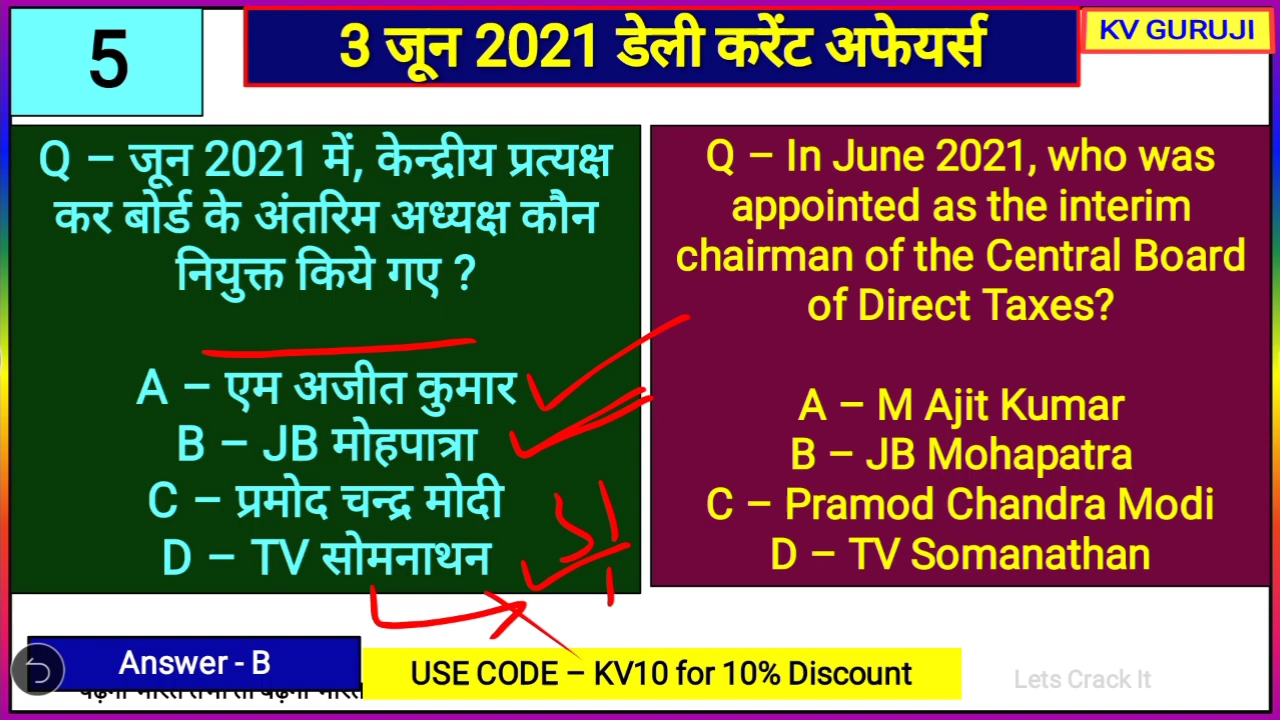 5
3 जून 2021 डेली करेंट अफेयर्स
KV GURUJI
Q – जून 2021 में, केन्द्रीय प्रत्यक्ष
कर बोर्ड के अंतरिम अध्यक्ष कौन
नियुक्त किये गए ?
A – एम अजीत कुमार
B – JB मोहपात्रा
C – प्रमोद चन्द्र मोदी
D – TV सोमनाथन
Q – In June 2021, who was
appointed as the interim
chairman of the Central Board
of Direct Taxes?
A – M Ajit Kumar
B – JB Mohapatra
C – Pramod Chandra Modi
D – TV Somanathan
Answer - B
USE CODE – KV10 for 10% Discount
Lets Crack It